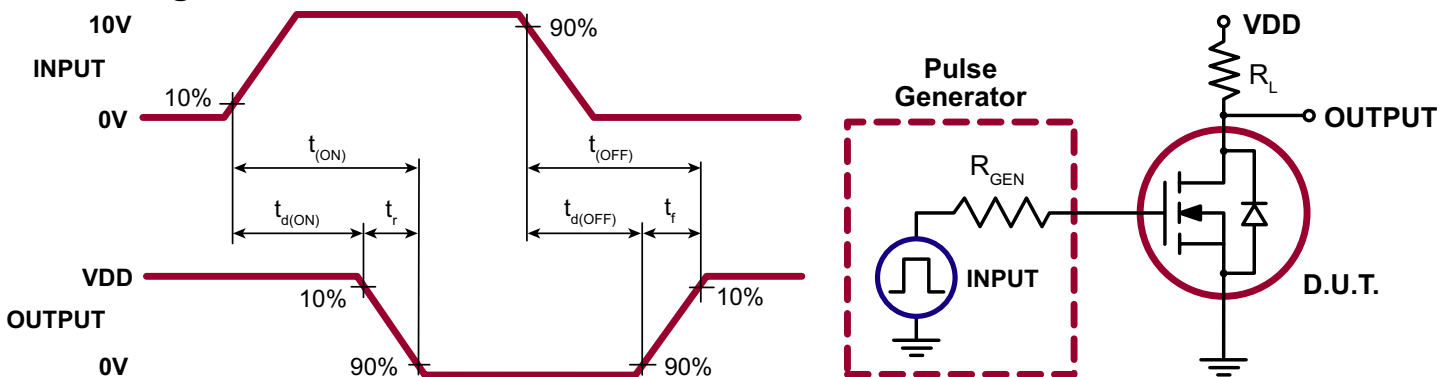 10V
INPUT
0V
10%
90%
t(ON)
t(OFF)
td(ON)
tr
td(OFF)
tf
VDD
OUTPUT
0V
10%
90%
10%
90%
Pulse
Generator
RGEN
INPUT
VDD
RL
OUTPUT
D.U.T.